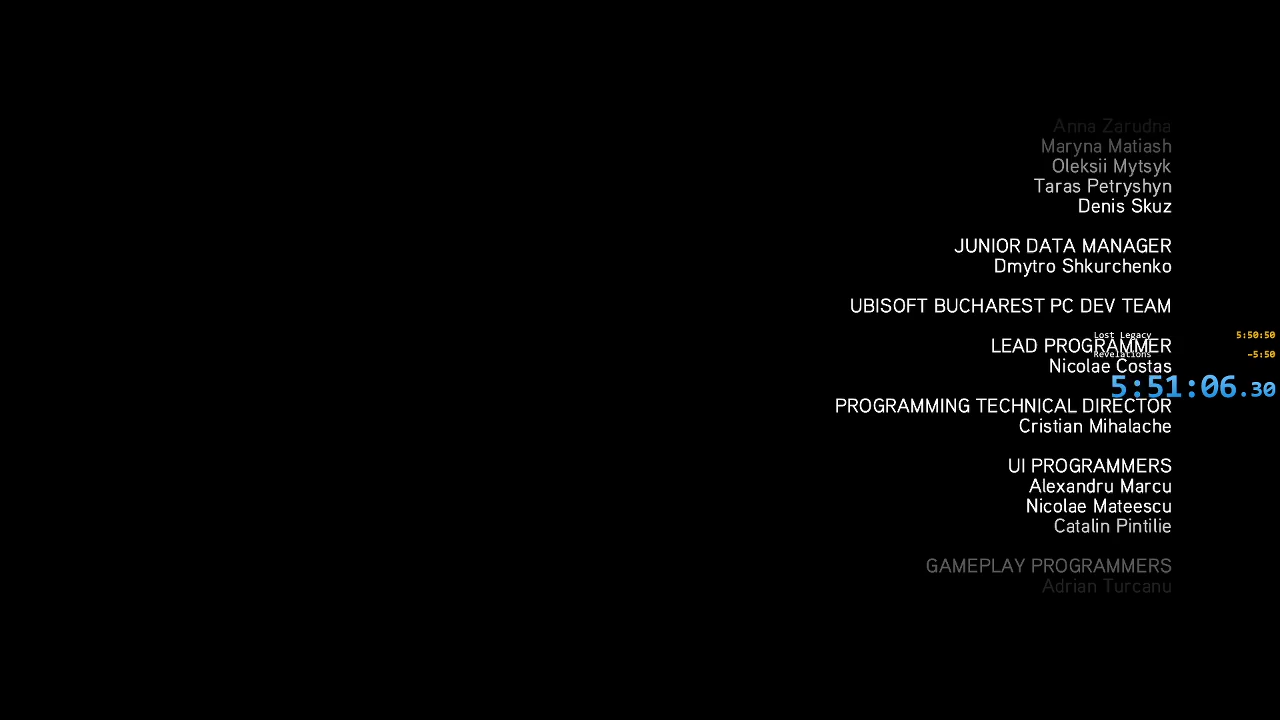 Anna Zarudna
Maryna Matiash
Oleksii Mytsyk
Taras Petryshyn
Denis Skuz
JUNIOR DATA MANAGER
Dmytro Shkurchenko
UBISOFT BUCHAREST PC DEV TEAM
Lost Legacy 5:50:50
LEAD PROGRAMMER
Revelations -5:50
Nicolae Costas
5:51:06.30
PROGRAMMING TECHNICAL DIRECTOR
Cristian Mihalache
UI PROGRAMMERS
Alexandru Marcu
Nicolae Mateescu
Catalin Pintilie
GAMEPLAY PROGRAMMERS
Adrian Turcanu